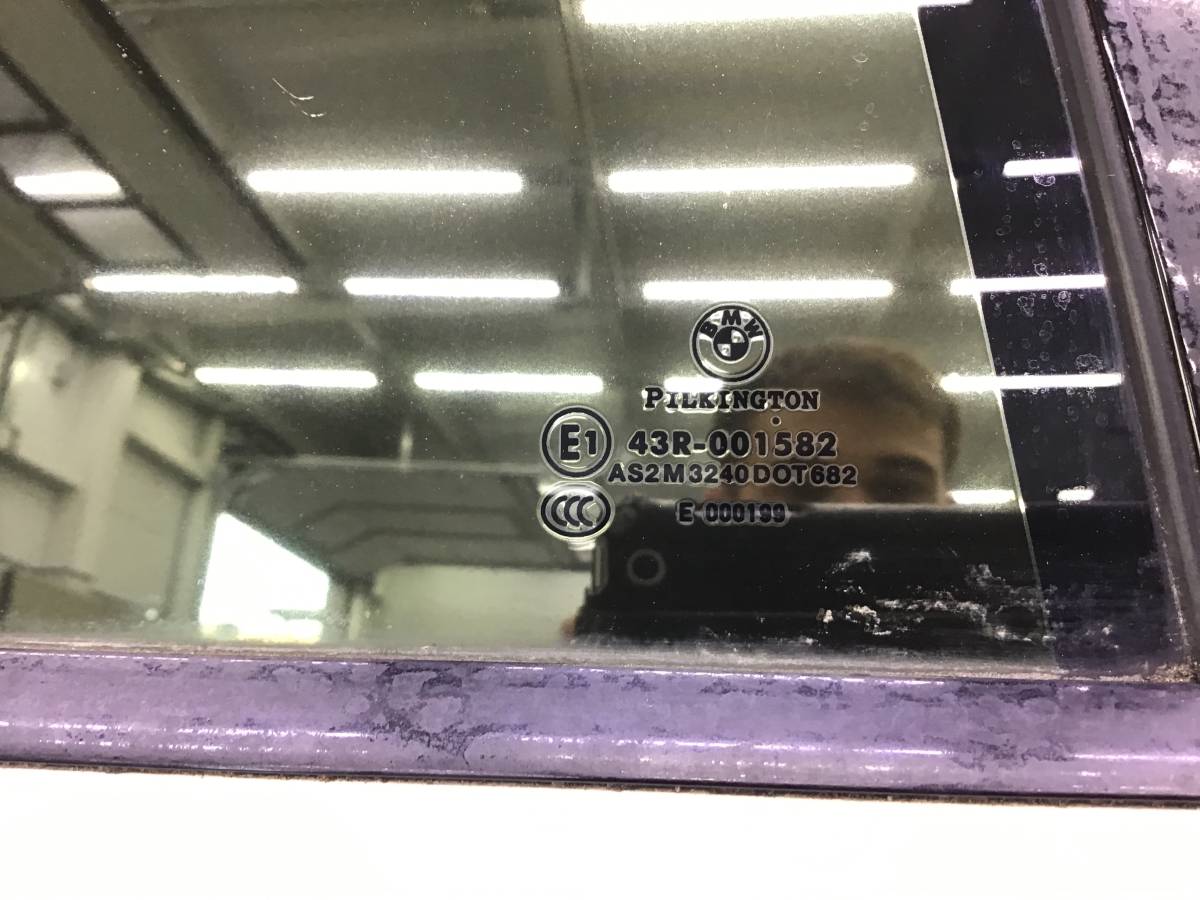 BMW
PILKINGTON
E1 43R-001582
AS2 M3240 DOT682
CCC E 000199